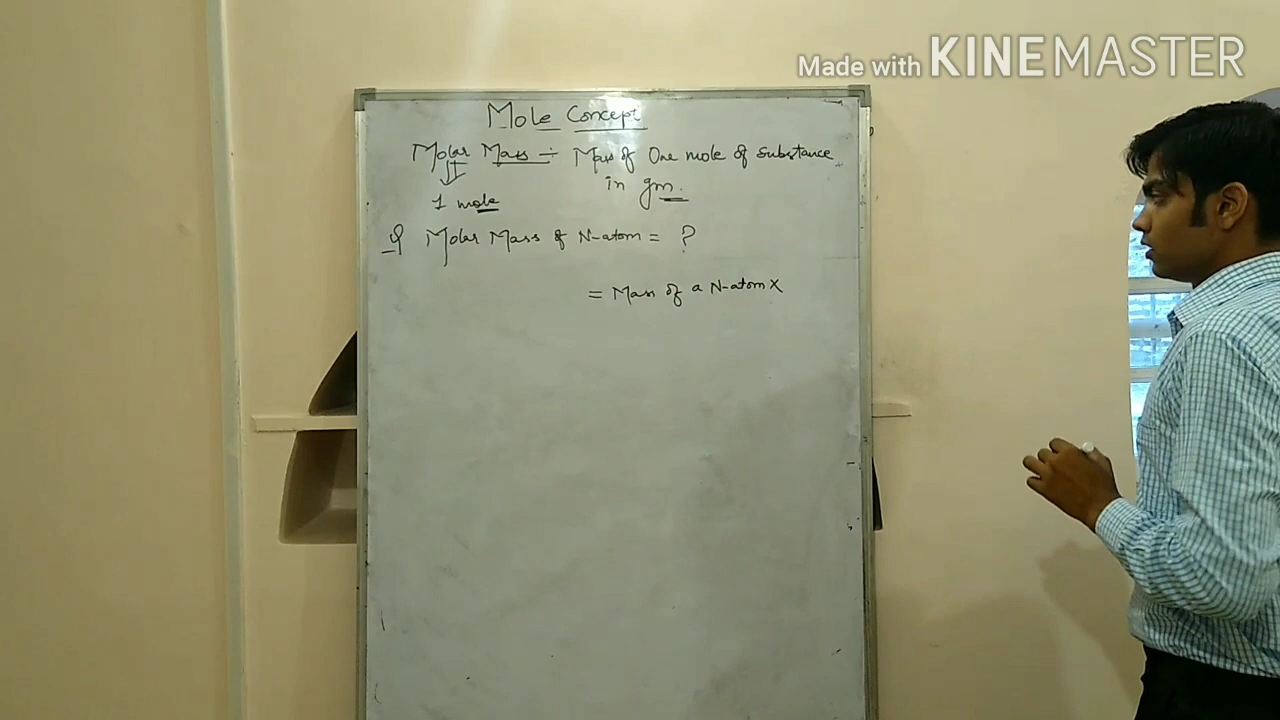 Made with KINEMASTER
Mole Concept
Molar Mass :- Mass of One mole of Substance
in gm.
1 mole
Q Molar Mass of N-atom = ?
= Mass of a N-atom X